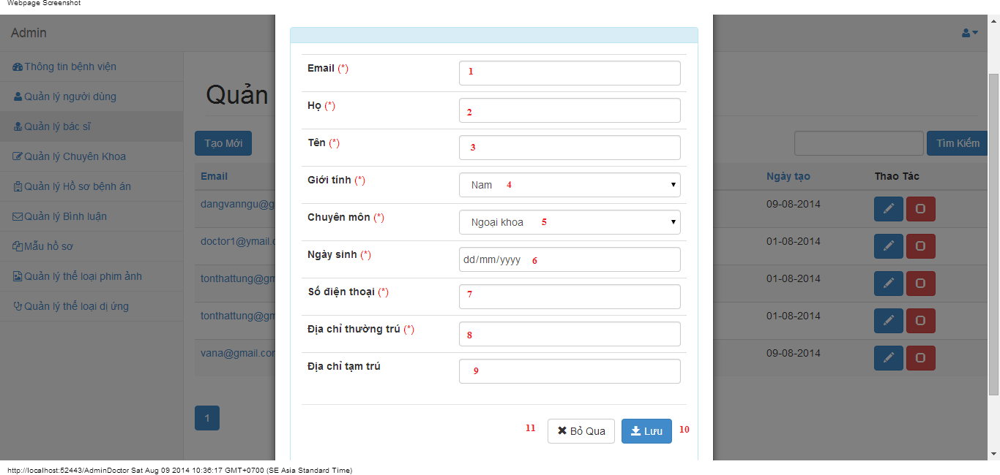 Webpage Screenshot
Admin
Thông tin bệnh viện
Quản lý người dùng
Quản lý bác sĩ
Quản lý Chuyên Khoa
Quản lý Hồ sơ bệnh án
Quản lý Bình luận
Mẫu hồ sơ
Quản lý thể loại phim ảnh
Quản lý thể loại dị ứng
Quản
Tạo Mới
Tìm Kiếm
Email Ngày tạo Thao Tác
dangvanngu@g 09-08-2014
doctor1@ymail.c 01-08-2014
tonthattung@gm 01-08-2014
tonthattung@gm 01-08-2014
vana@gmail.com 09-08-2014
1
Email (*) 1
Họ (*) 2
Tên (*) 3
Giới tính (*) Nam 4
Chuyên môn (*) Ngoại khoa 5
Ngày sinh (*) dd/mm/yyyy 6
Số điện thoại (*) 7
Địa chỉ thường trú (*) 8
Địa chỉ tạm trú 9
11 Bỏ Qua Lưu 10
http://localhost:52443/AdminDoctor Sat Aug 09 2014 10:36:17 GMT+0700 (SE Asia Standard Time)